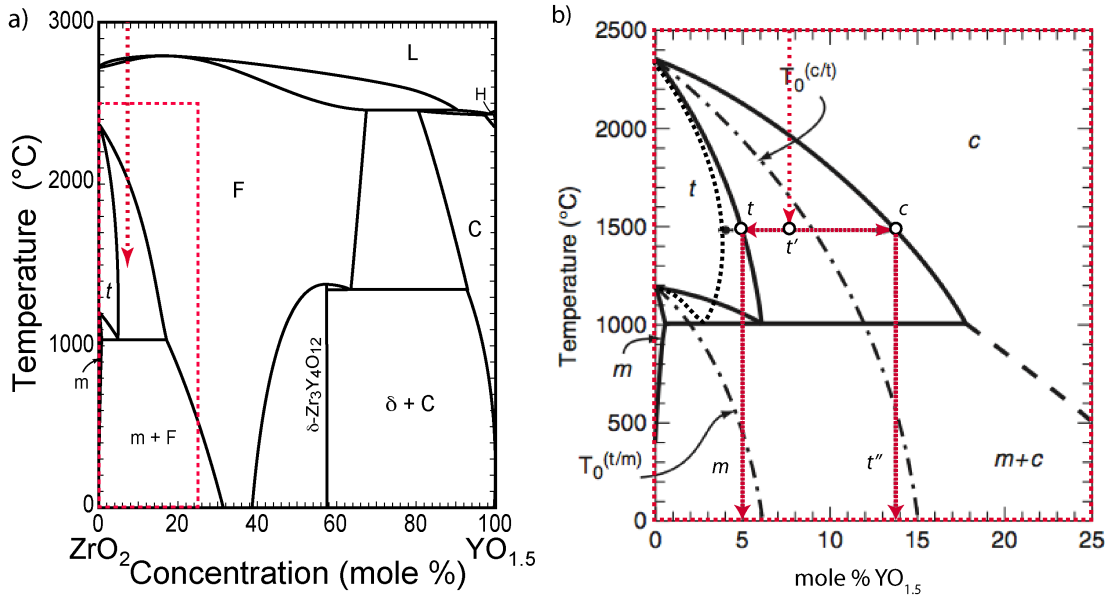 a)
3000
2000
1000
0
Temperature (°C)
L
H
F
C
t
m
m + F
δ-Zr3Y4O12
δ + C
0 20 40 60 80 100
ZrO2 Concentration (mole %) YO1.5
b)
2500
2000
1500
1000
500
0
Temperature (°C)
T0(c/t)
c
t
t c
t′
m
T0(t/m)
m
t″
m+c
0 5 10 15 20 25
mole % YO1.5